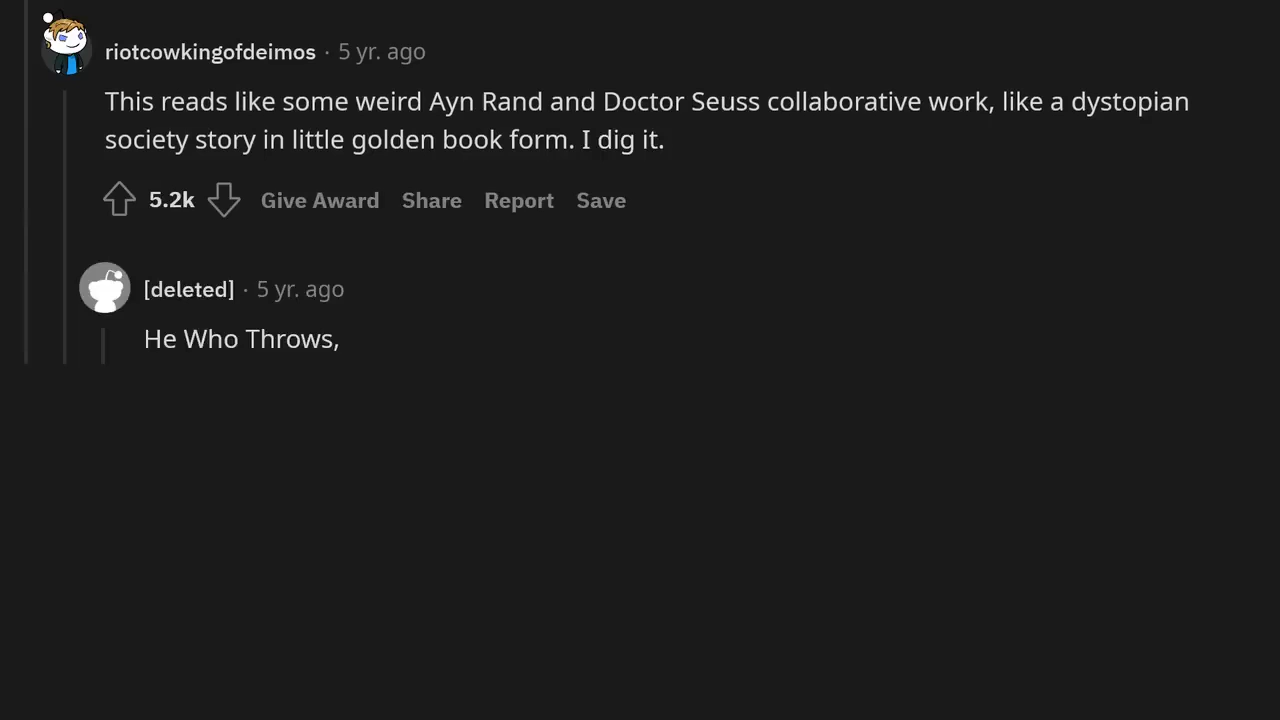 riotcowkingofdeimos · 5 yr. ago
This reads like some weird Ayn Rand and Doctor Seuss collaborative work, like a dystopian
society story in little golden book form. I dig it.
5.2k Give Award Share Report Save
[deleted] · 5 yr. ago
He Who Throws,